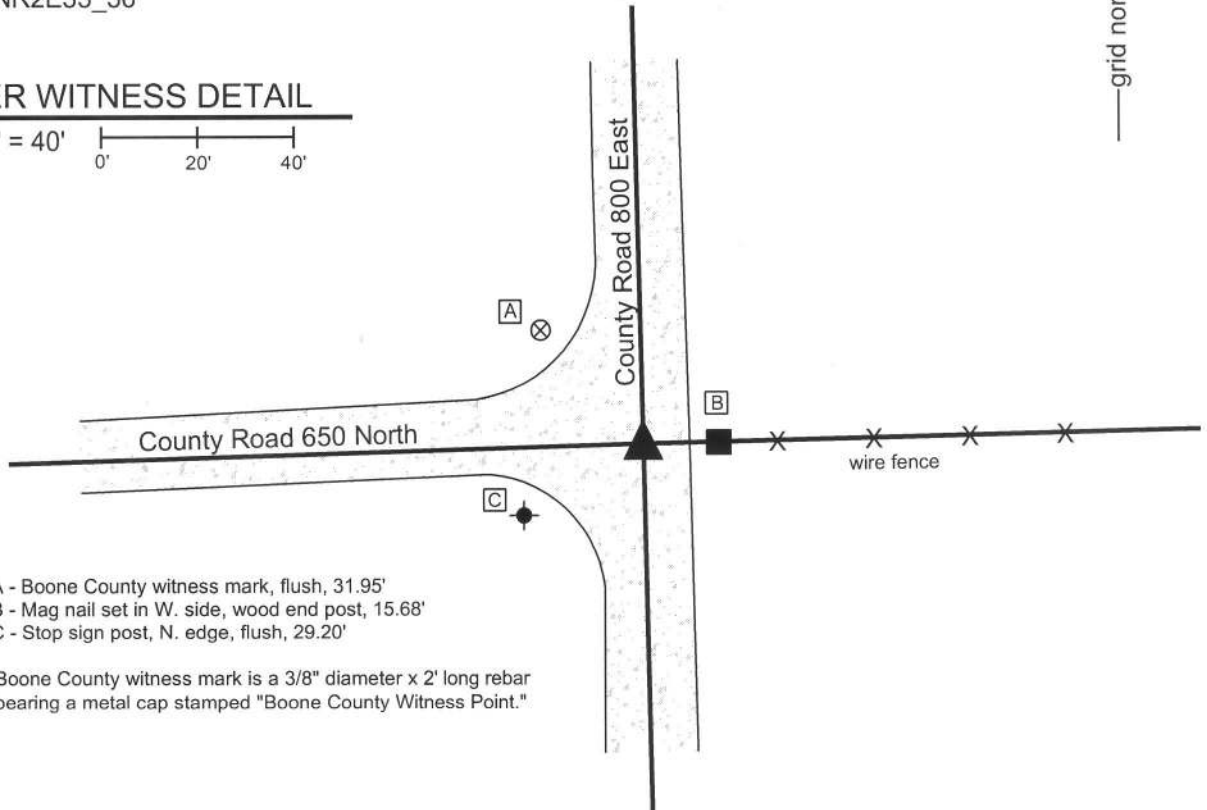 ER WITNESS DETAIL
= 40'
0' 20' 40'
grid
County Road 800 East
A
B
County Road 650 North
wire fence
C
A - Boone County witness mark, flush, 31.95'
B - Mag nail set in W. side, wood end post, 15.68'
C - Stop sign post, N. edge, flush, 29.20'
Boone County witness mark is a 3/8" diameter x 2' long rebar
bearing a metal cap stamped "Boone County Witness Point."